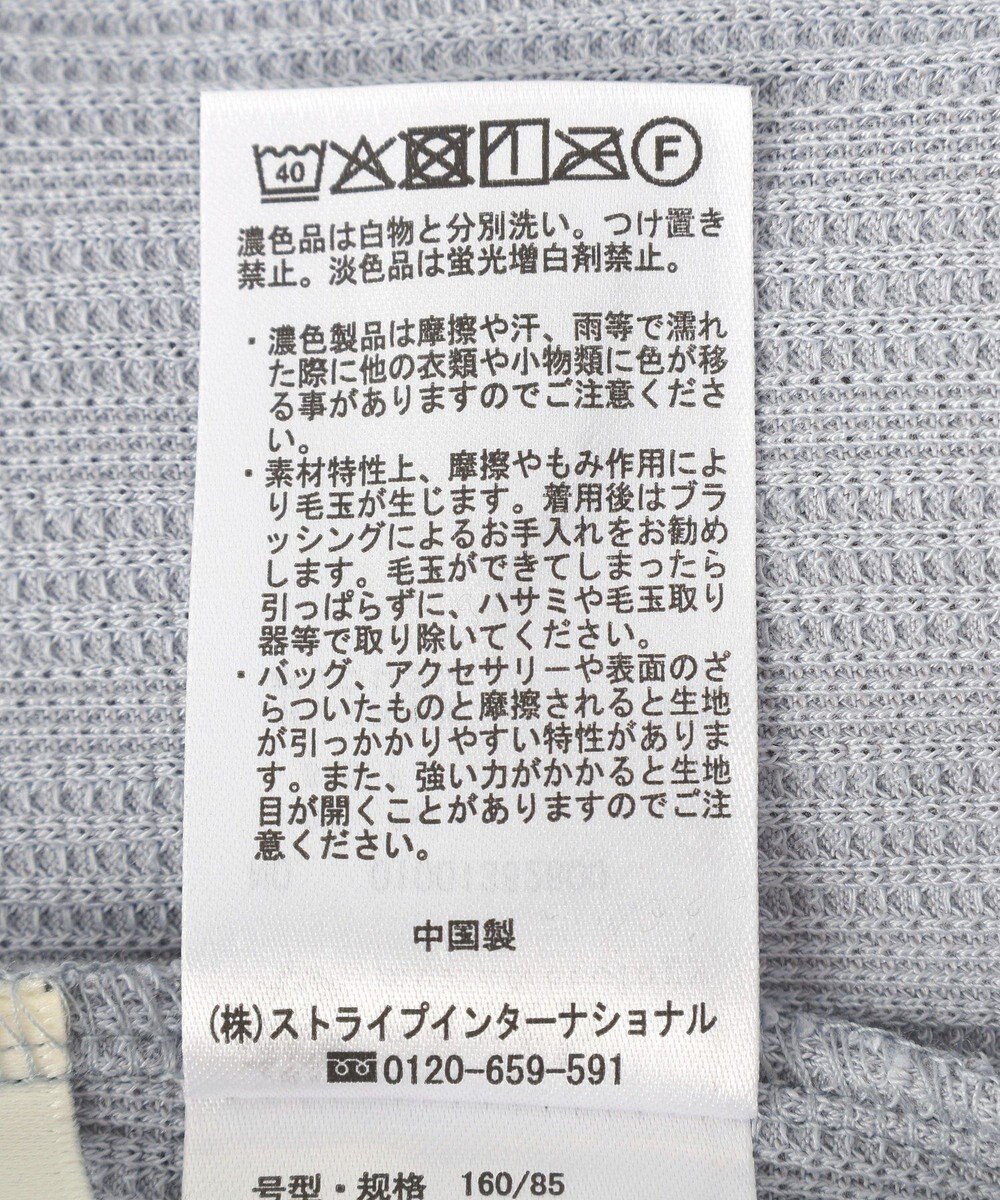 40 F
濃色品は白物と分別洗い。つけ置き
禁止。淡色品は蛍光増白剤禁止。
・濃色製品は摩擦や汗、雨等で濡れ
た際に他の衣類や小物類に色が移
る事がありますのでご注意くださ
い。
・素材特性上、摩擦やもみ作用によ
り毛玉が生じます。着用後はブラ
ッシングによるお手入れをお勧め
します。毛玉ができてしまったら
引っぱらずに、ハサミや毛玉取り
器等で取り除いてください。
・バッグ、アクセサリーや表面のざ
らついたものと摩擦されると生地
が引っかかりやすい特性がありま
す。また、強い力がかかると生地
目が開くことがありますのでご注
意ください。
中国製
(株)ストライプインターナショナル
0120-659-591
号型・规格 160/85